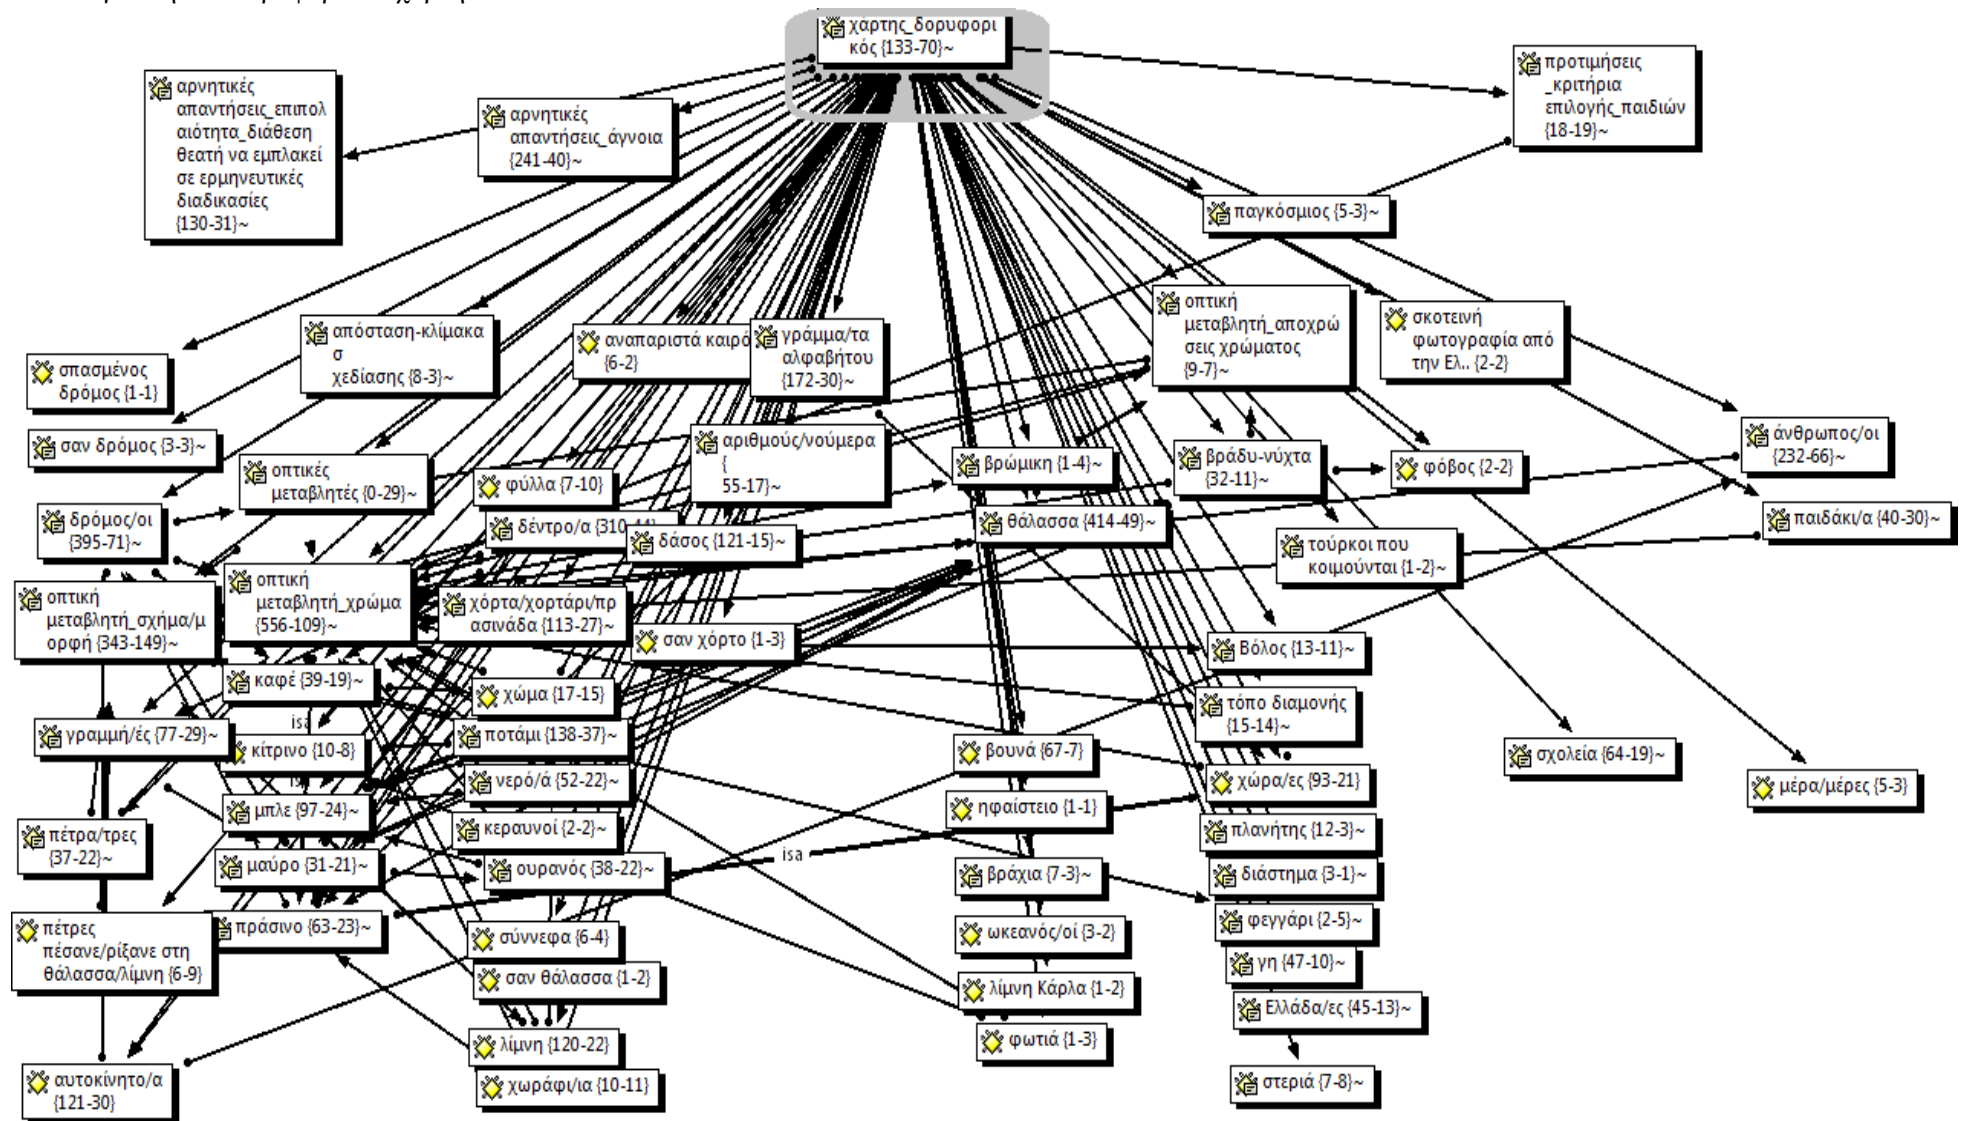 χάρτης_δορυφορι
κός {133-70}~
προτιμήσεις
_κριτήρια
επιλογής_παιδιών
{18-19}~
αρνητικές
απαντήσεις_επιπολ
αιότητα_διάθεση
θεατή να εμπλακεί
σε ερμηνευτικές
διαδικασίες
{130-31}~
αρνητικές
απαντήσεις_άγνοια
{241-40}~
παγκόσμιος {5-3}~
οπτική
μεταβλητή_αποχρώ
σεις χρώματος
{9-7}~
σκοτεινή
φωτογραφία από
την Ελ.. {2-2}
απόσταση-κλίμακα
σ
χεδίασης {8-3}~
αναπαριστά καιρό
{6-2}
γράμμα/τα
αλφαβήτου
{172-30}~
σπασμένος
δρόμος {1-1}
σαν δρόμος {3-3}~
άνθρωπος/οι
{232-66}~
οπτικές
μεταβλητές {0-29}~
φύλλα {7-10}
αριθμούς/νούμερα
{
55-17}~
βρώμικη {1-4}~
βράδυ-νύχτα
{32-11}~
φόβος {2-2}
δρόμος/οι
{395-71}~
δέντρο/α {310-44}
δάσος {121-15}~
θάλασσα {414-49}~
τούρκοι που
κοιμούνται {1-2}~
παιδάκι/α {40-30}~
οπτική
μεταβλητή_σχήμα/μ
ορφή {343-149}~
οπτική
μεταβλητή_χρώμα
{556-109}~
χόρτα/χορτάρι/πρ
ασινάδα {113-27}~
σαν χόρτο {1-3}
Βόλος {13-11}~
καφέ {39-19}~
χώμα {17-15}
τόπο διαμονής
{15-14}~
isa
γραμμή/ές {77-29}~
κίτρινο {10-8}
ποτάμι {138-37}~
βουνά {67-7}
σχολεία {64-19}~
νερό/ά {52-22}~
χώρα/ες {93-21}
μέρα/μέρες {5-3}
μπλε {97-24}~
ηφαίστειο {1-1}
πέτρα/τρες
{37-22}~
κεραυνοί {2-2}~
πλανήτης {12-3}~
isa
μαύρο {31-21}~
ουρανός {38-22}~
βράχια {7-3}~
διάστημα {3-1}~
πέτρες
πέσανε/ρίξανε στη
θάλασσα/λίμνη {6-9}
πράσινο {63-23}~
σύννεφα {6-4}
ωκεανός/οί {3-2}
φεγγάρι {2-5}~
γη {47-10}~
σαν θάλασσα {1-2}
λίμνη Κάρλα {1-2}
Ελλάδα/ες {45-13}~
λίμνη {120-22}
φωτιά {1-3}
αυτοκίνητο/α
{121-30}
χωράφι/ια {10-11}
στεριά {7-8}~